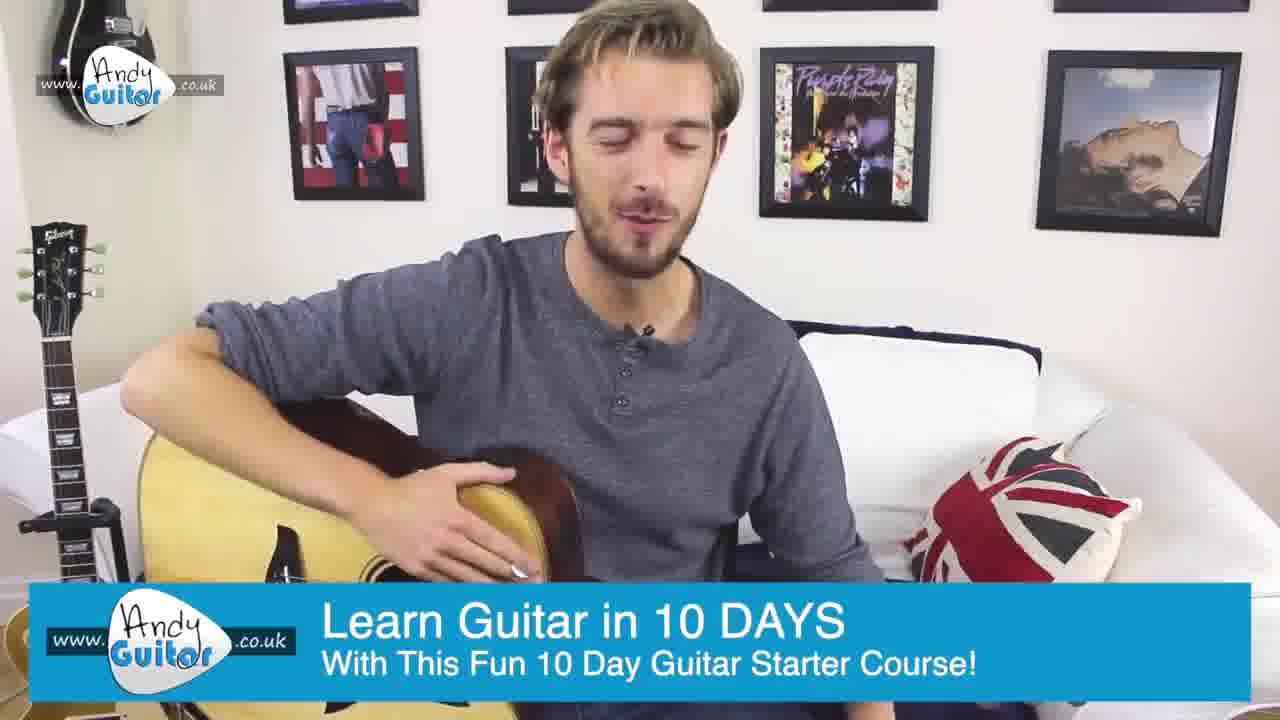 www. Andy Guitar .co.uk
Purple Rain
Gibson
Learn Guitar in 10 DAYS
With This Fun 10 Day Guitar Starter Course!
www. Andy Guitar .co.uk